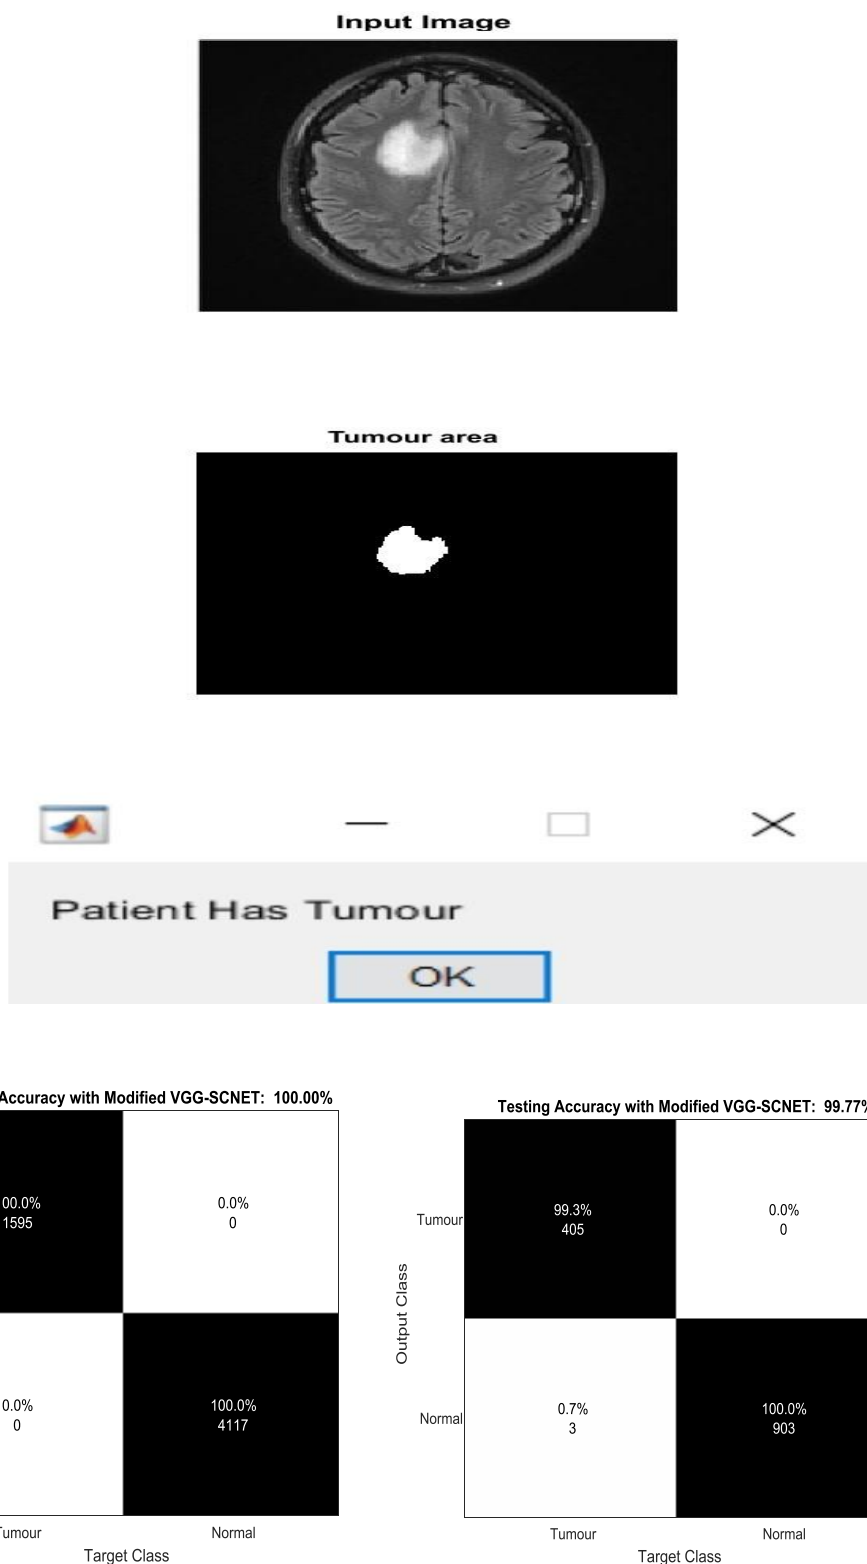 Input Image
Tumour area
Patient Has Tumour
OK
Accuracy with Modified VGG-SCNET: 100.00%
00.0%
1595
0.0%
0
0.0%
0
100.0%
4117
Tumour
Normal
Target Class
Testing Accuracy with Modified VGG-SCNET: 99.77%
Output Class
Tumour
99.3%
405
0.0%
0
Normal
0.7%
3
100.0%
903
Tumour
Normal
Target Class